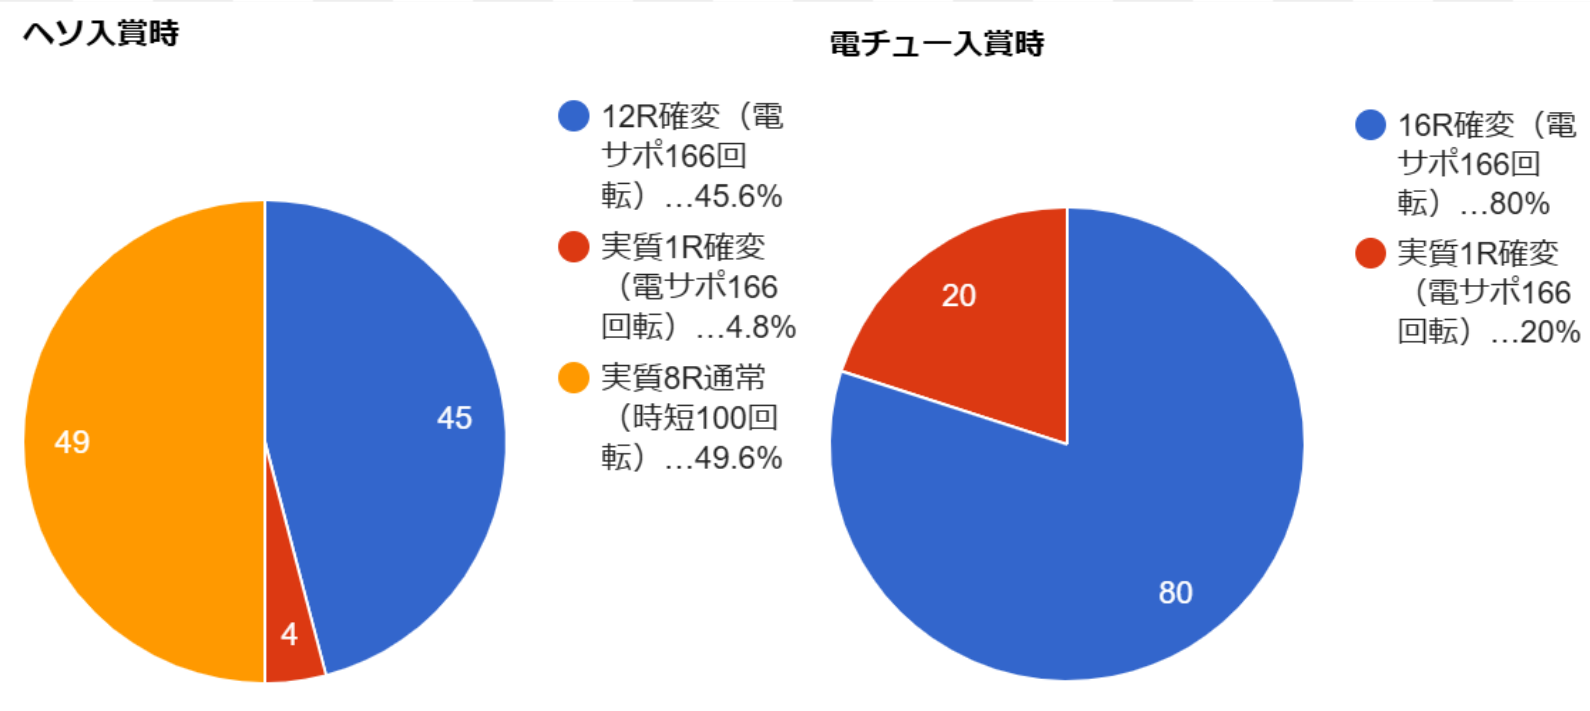 ヘソ入賞時
12R確変（電
サポ166回
転）…45.6%
実質1R確変
（電サポ166
回転）…4.8%
実質8R通常
（時短100回
転）…49.6%
45
4
49
電チュー入賞時
16R確変（電
サポ166回
転）…80%
実質1R確変
（電サポ166
回転）…20%
20
80